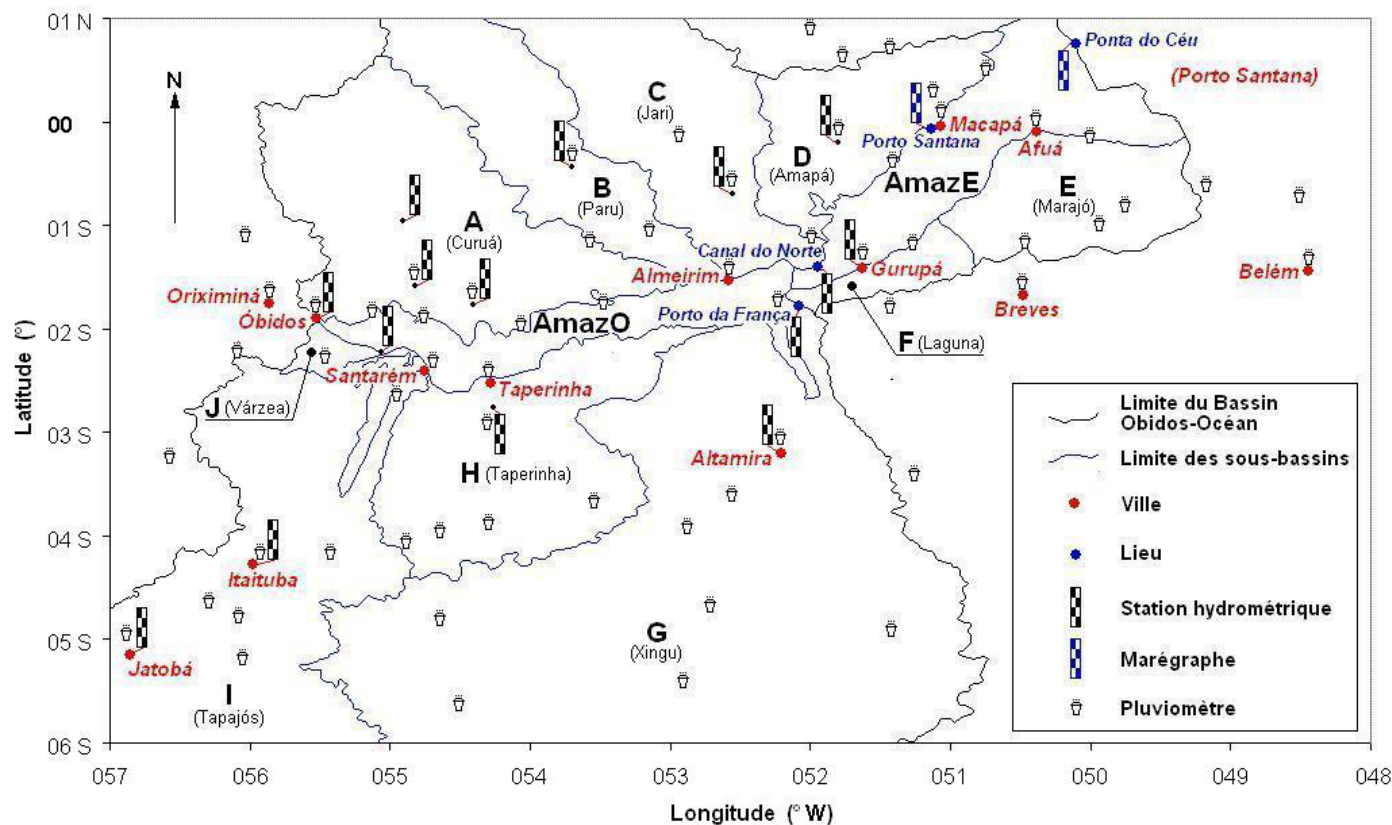 01 N
00
01 S
02 S
03 S
04 S
05 S
06 S
Latitude (°)
057
056
055
054
053
052
051
050
049
048
Longitude (° W)
N
Ponta do Céu
(Porto Santana)
C
(Jari)
Macapá
Porto Santana
Afuá
D
(Amapá)
AmazE
B
(Paru)
E
(Marajó)
A
(Curuá)
Canal do Norte
Gurupá
Almeirim
Belém
Oriximiná
Óbidos
AmazO
Porto da França
Breves
F (Laguna)
Santarém
Taperinha
J (Várzea)
Altamira
H (Taperinha)
Itaituba
G
(Xingu)
Jatobá
I
(Tapajós)
Limite du Bassin
Obidos-Océan
Limite des sous-bassins
Ville
Lieu
Station hydrométrique
Marégraphe
Pluviomètre